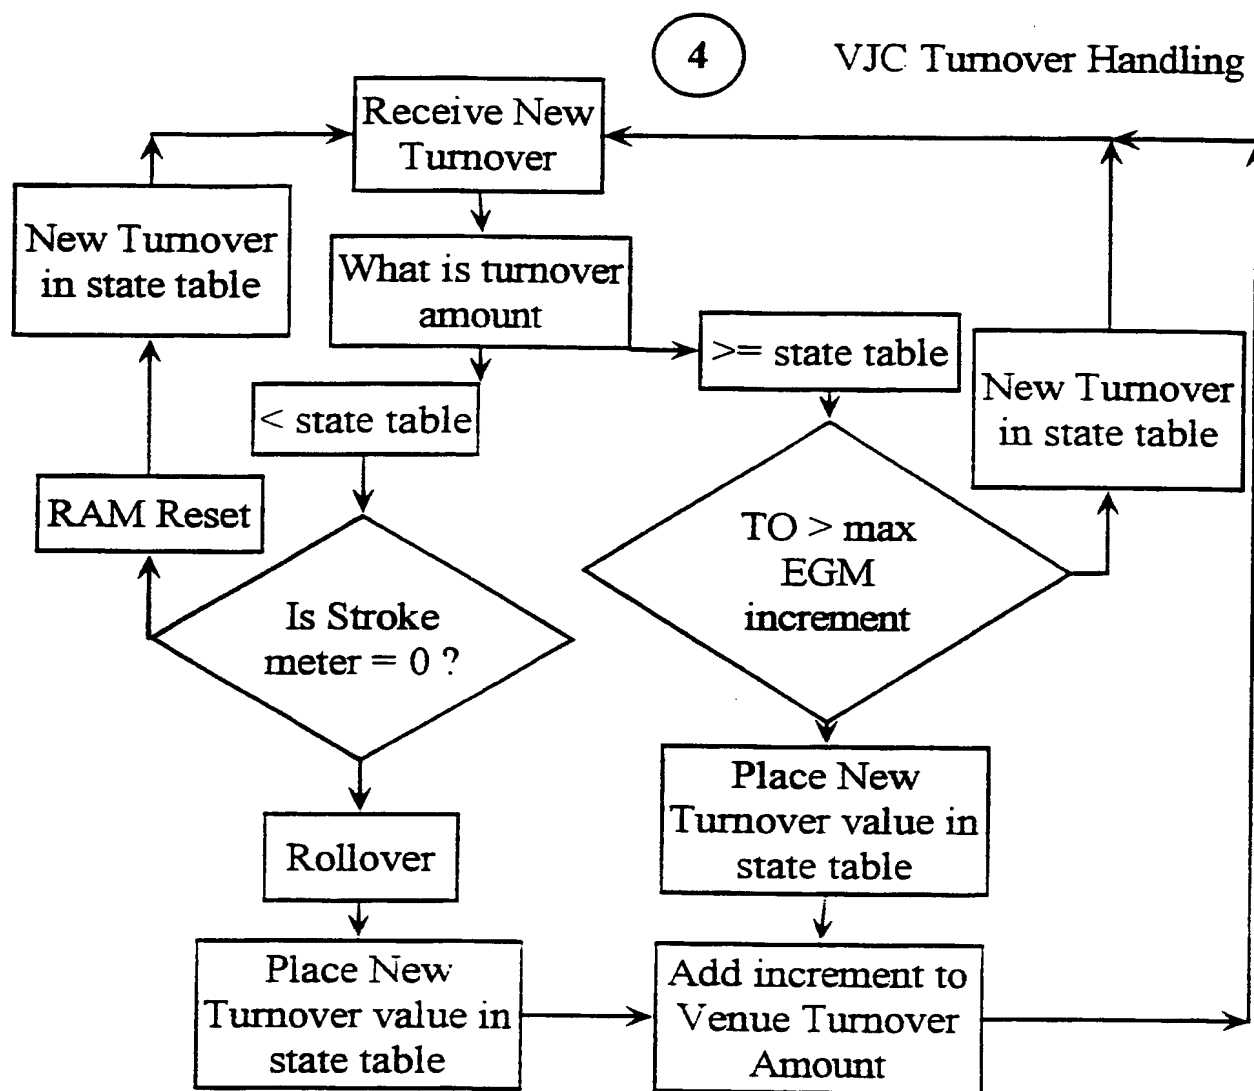 4
VJC Turnover Handling
Receive New
Turnover
New Turnover
in state table
What is turnover
amount
>= state table
New Turnover
in state table
< state table
RAM Reset
TO > max
EGM
increment
Is Stroke
meter = 0 ?
Place New
Turnover value in
state table
Rollover
Place New
Turnover value in
state table
Add increment to
Venue Turnover
Amount